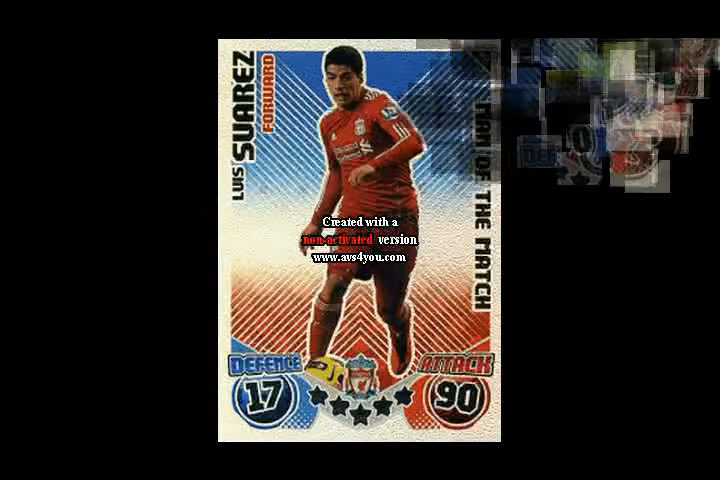 LUIS
SUAREZ
FORWARD
MAN OF THE MATCH
Created with a
non-activated version
www.avs4you.com
DEFENCE
ATTACK
17
90